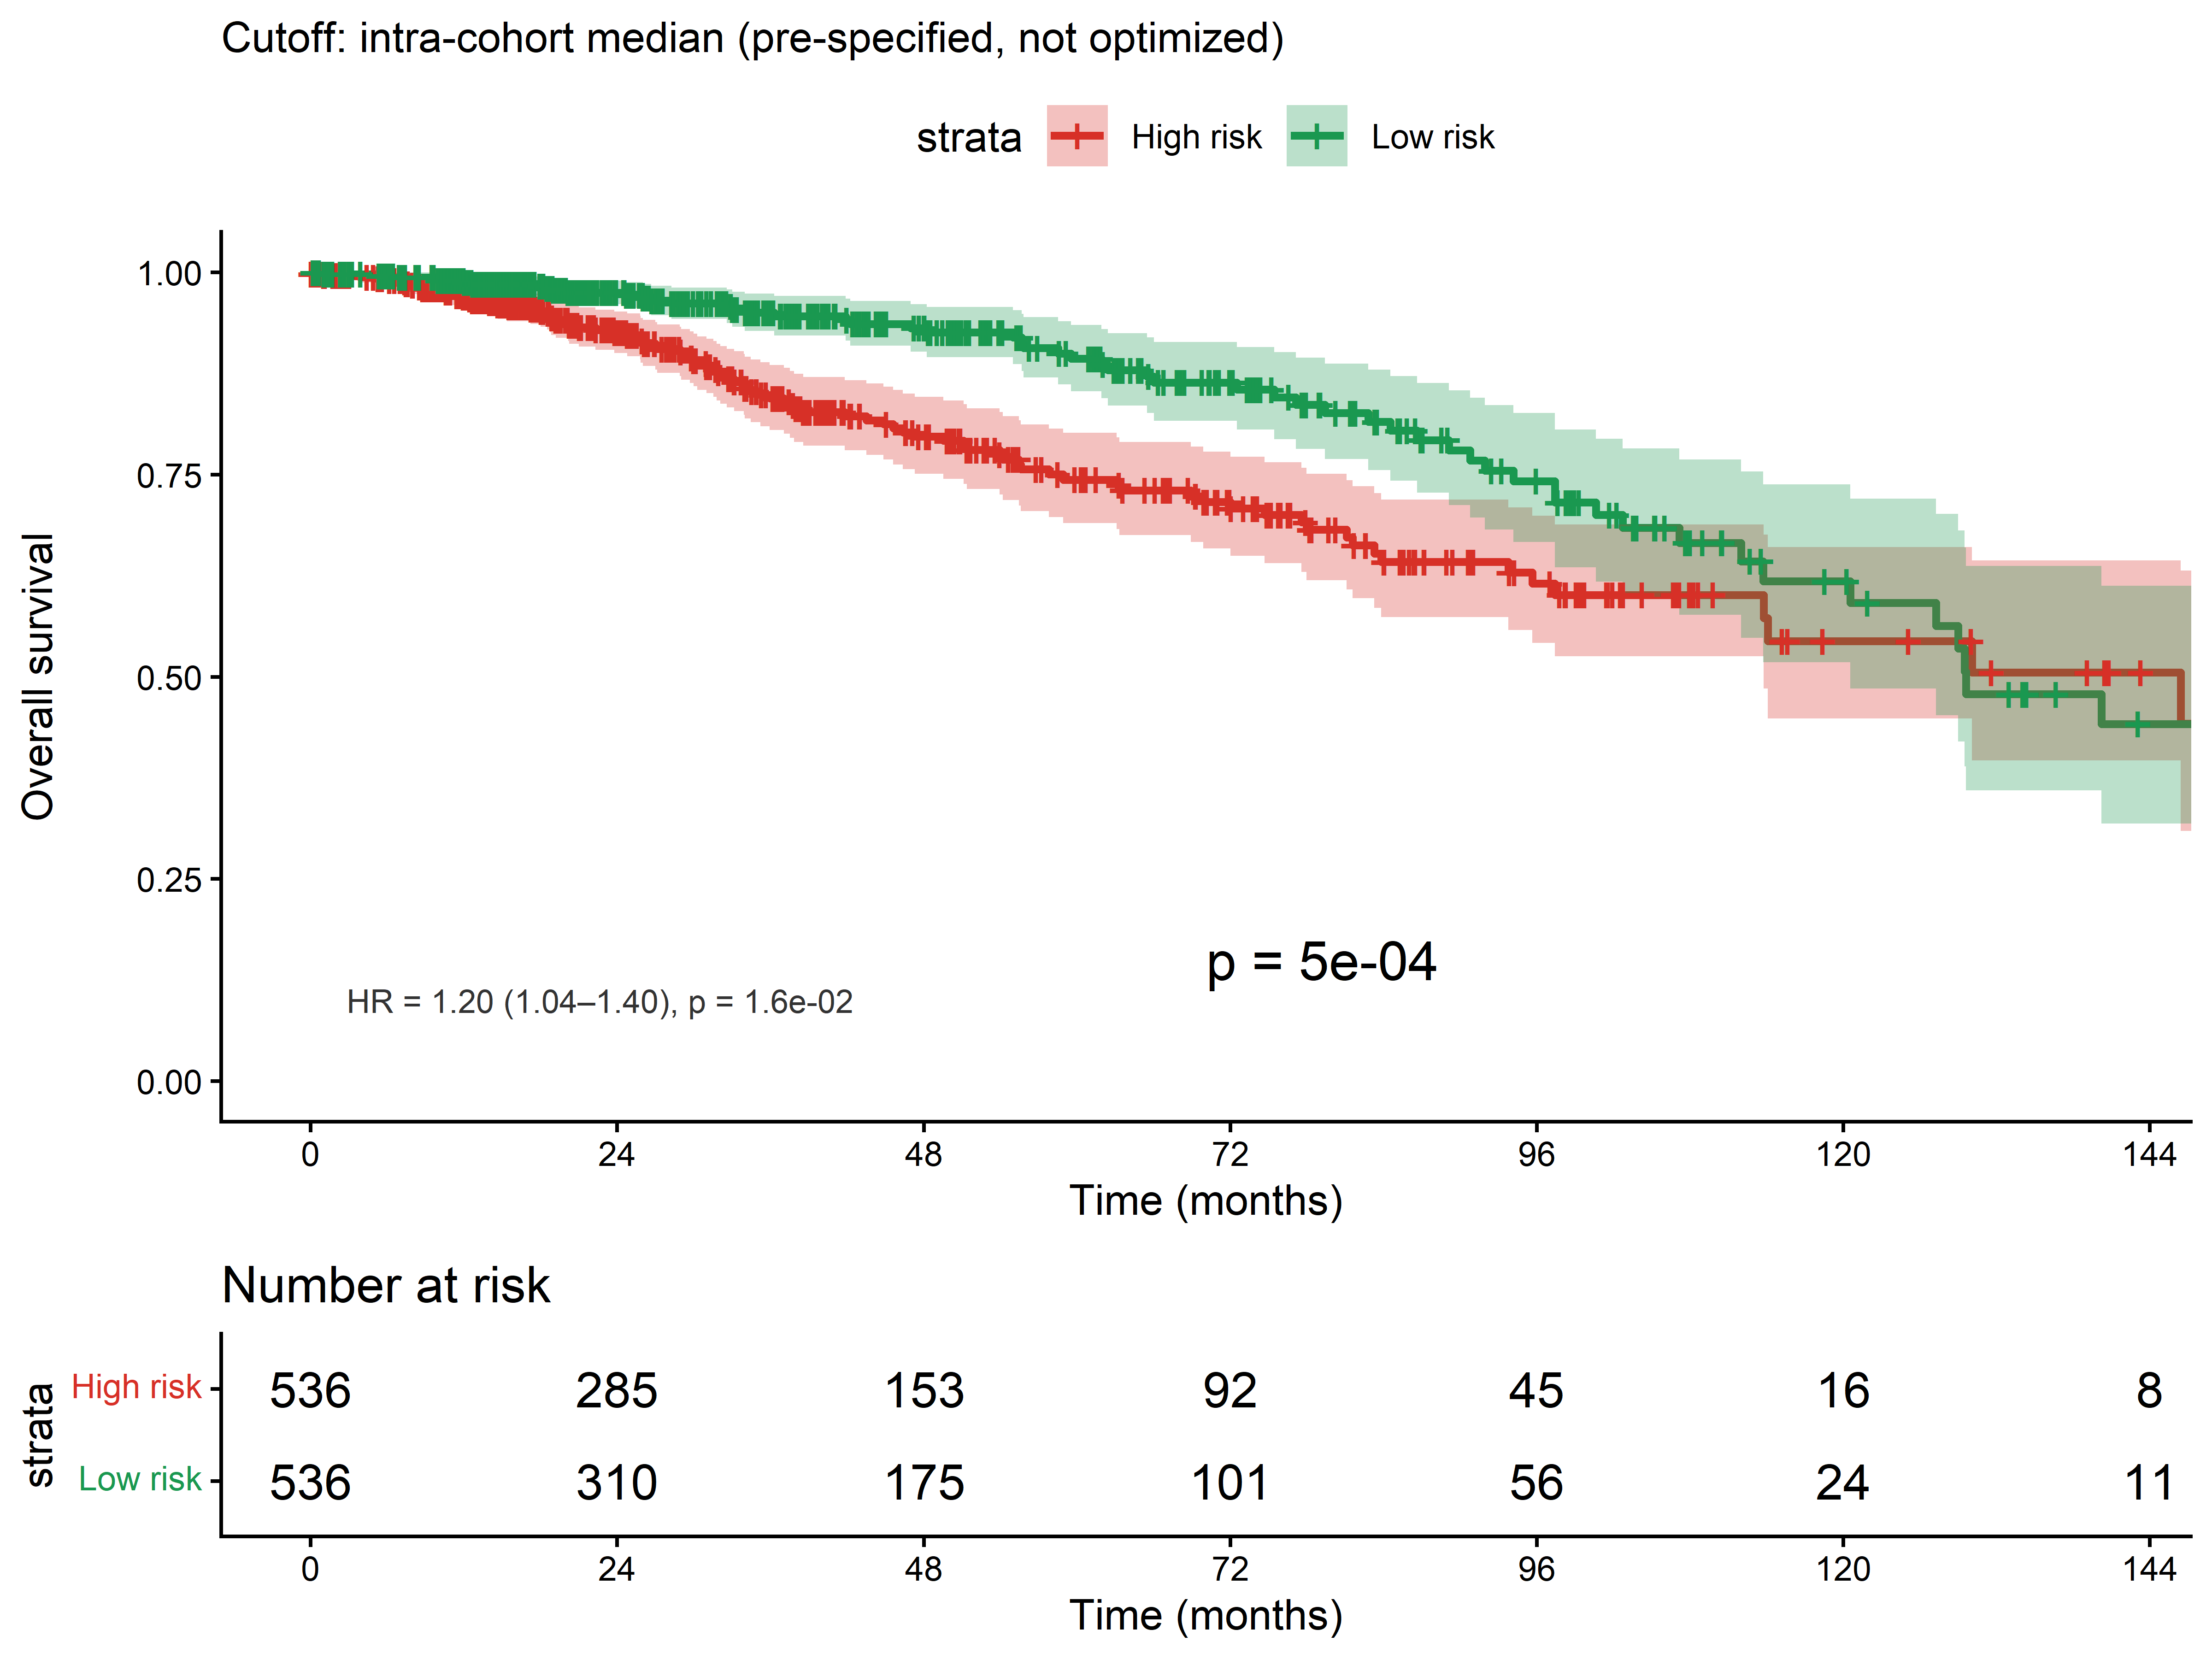 Cutoff: intra-cohort median (pre-specified, not optimized)
strata High risk Low risk
Overall survival
1.00
0.75
0.50
0.25
0.00
p = 5e-04
HR = 1.20 (1.04–1.40), p = 1.6e-02
0 24 48 72 96 120 144
Time (months)
Number at risk
strata
High risk 536 285 153 92 45 16 8
Low risk 536 310 175 101 56 24 11
0 24 48 72 96 120 144
Time (months)